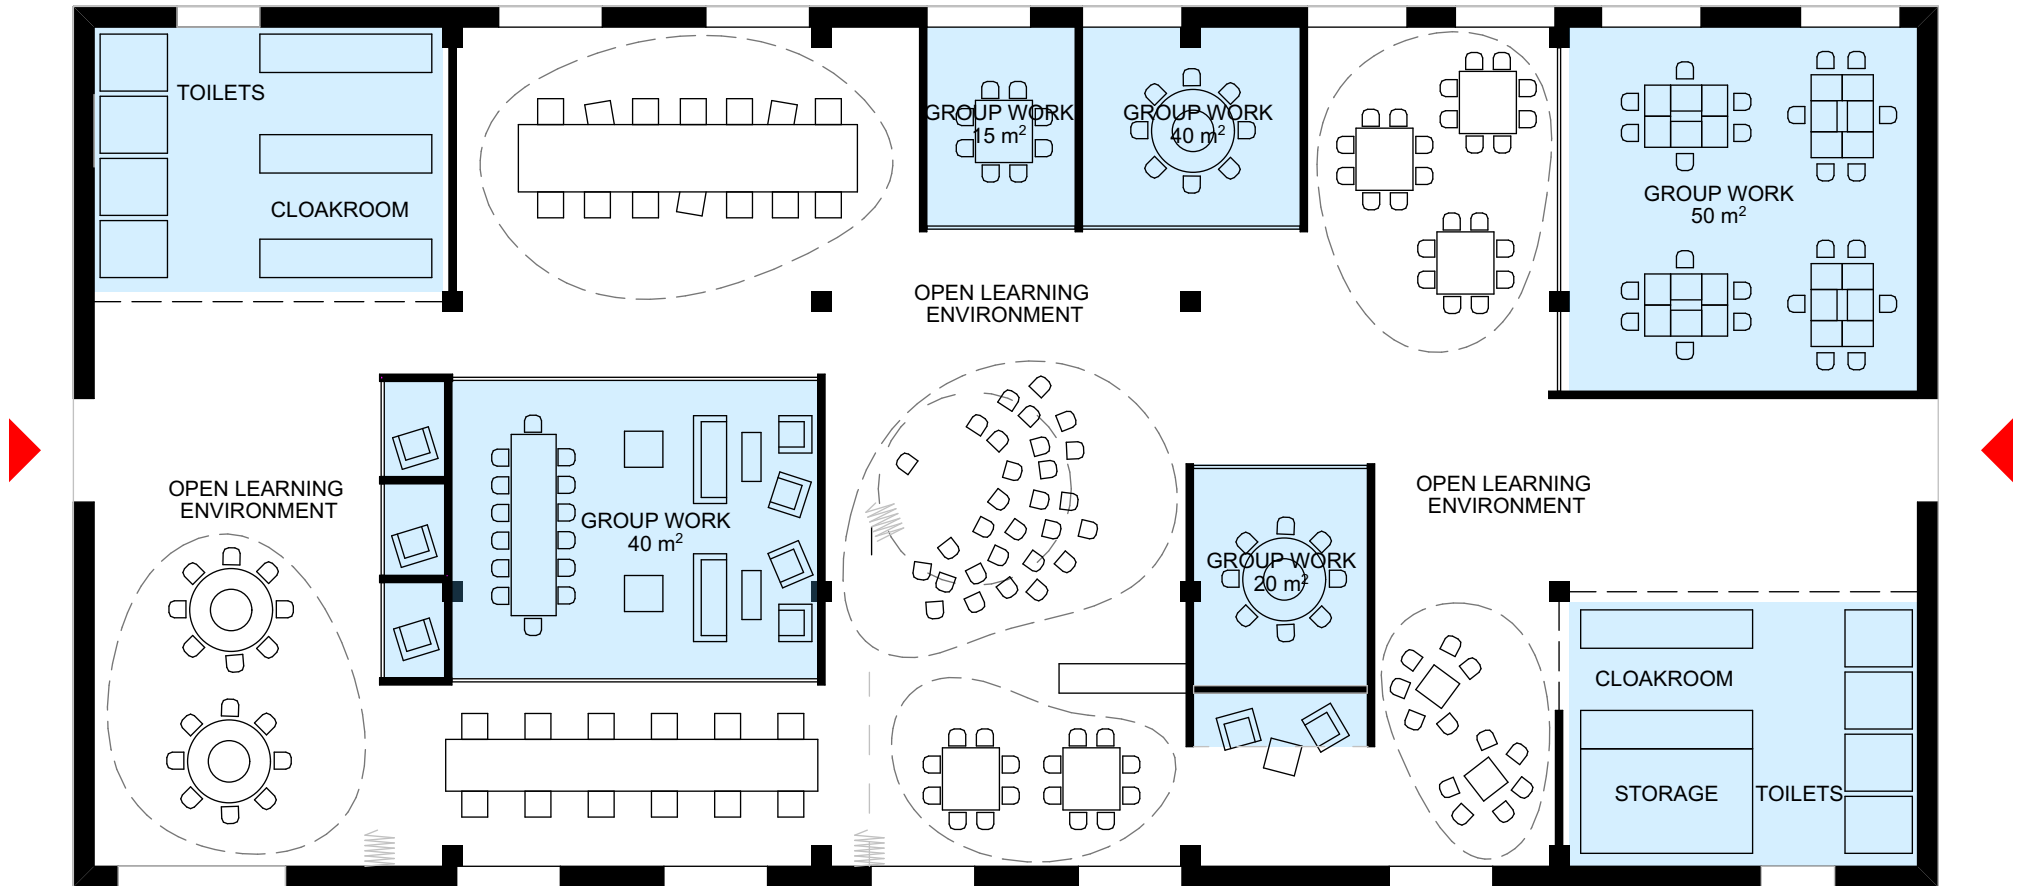 TOILETS
CLOAKROOM
GROUP WORK
15 m²
GROUP WORK
40 m²
GROUP WORK
50 m²
OPEN LEARNING
ENVIRONMENT
OPEN LEARNING
ENVIRONMENT
GROUP WORK
40 m²
OPEN LEARNING
ENVIRONMENT
GROUP WORK
20 m²
CLOAKROOM
STORAGE
TOILETS